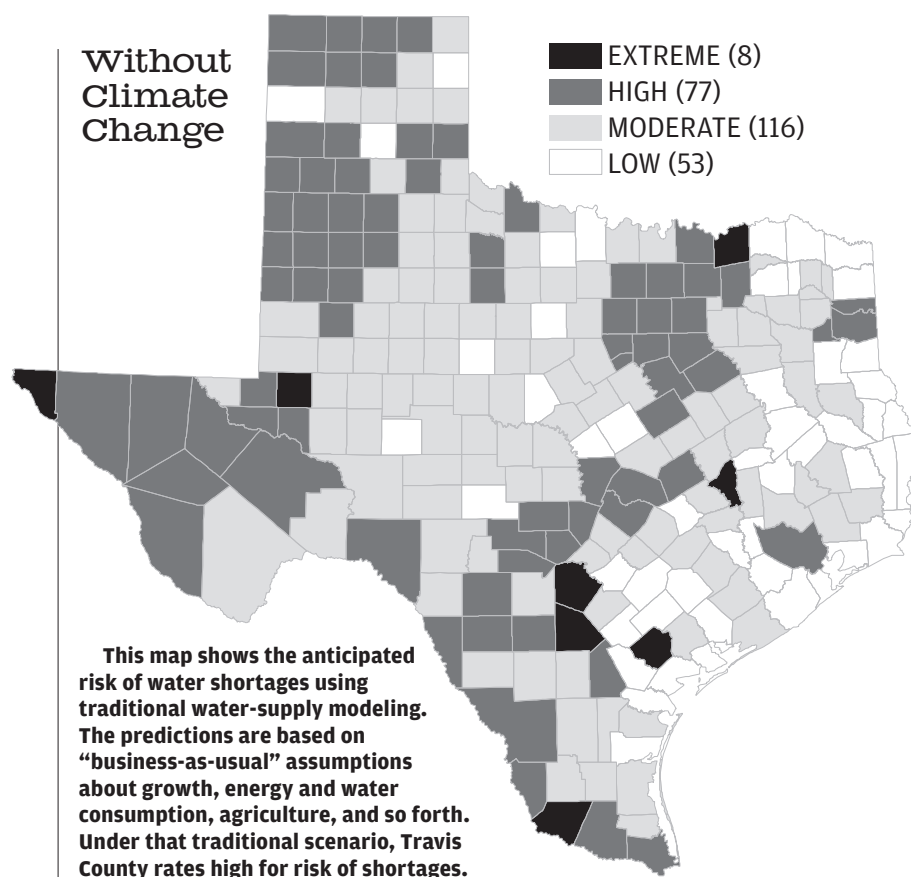 Without
Climate
Change
EXTREME (8)
HIGH (77)
MODERATE (116)
LOW (53)
This map shows the anticipated
risk of water shortages using
traditional water-supply modeling.
The predictions are based on
“business-as-usual” assumptions
about growth, energy and water
consumption, agriculture, and so forth.
Under that traditional scenario, Travis
County rates high for risk of shortages.